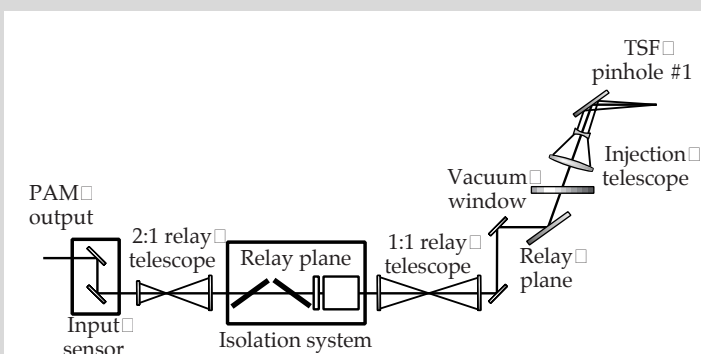 TSF
pinhole #1
Injection
telescope
Vacuum
window
PAM
output
2:1 relay
telescope
Relay plane
1:1 relay
telescope
Relay
plane
Input
sensor
Isolation system